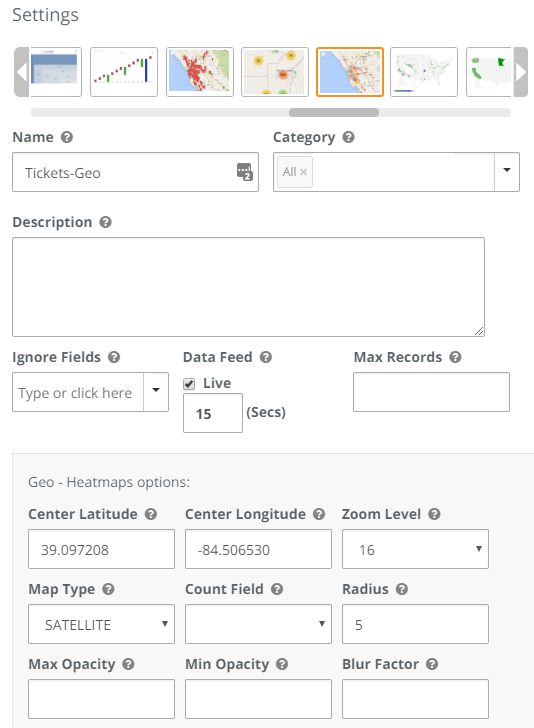 Settings
Name Category
Tickets-Geo All ×
2
Description
Ignore Fields Data Feed Max Records
Live
Type or click here
15 (Secs)
Geo - Heatmaps options:
Center Latitude Center Longitude Zoom Level
39.097208 -84.506530 16
Map Type Count Field Radius
SATELLITE 5
Max Opacity Min Opacity Blur Factor